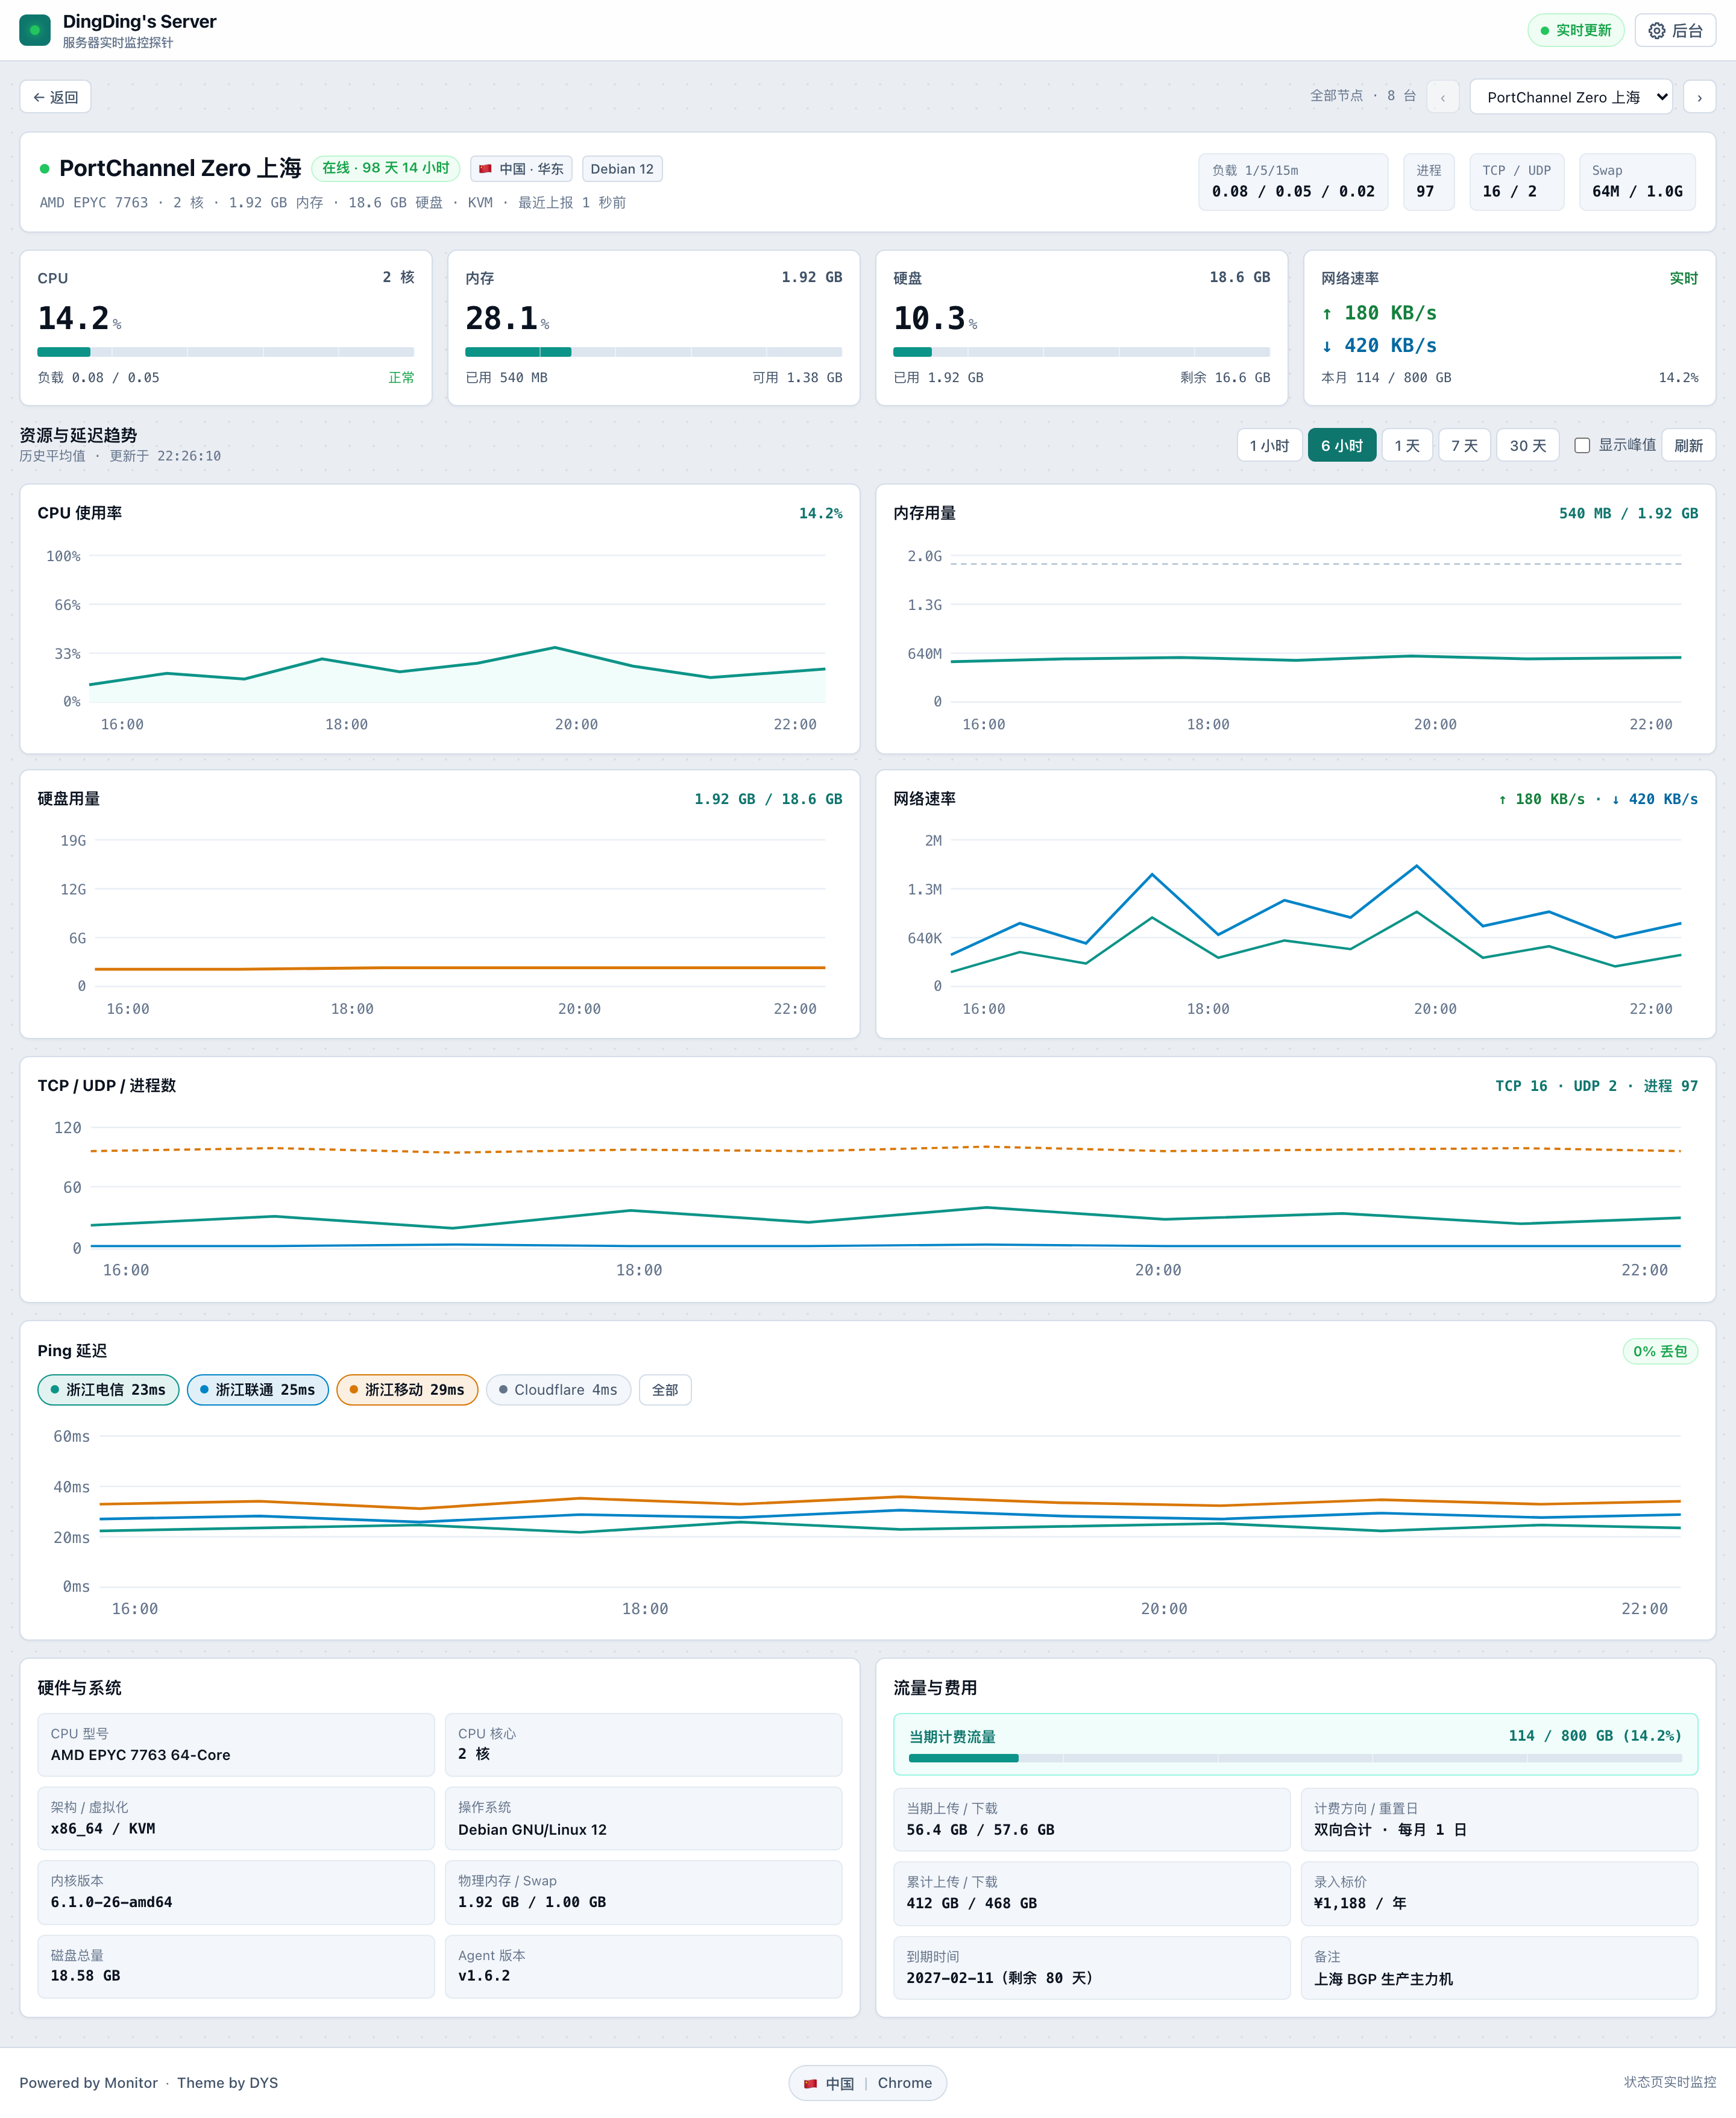 DingDing's Server
服务器实时监控探针
实时更新
后台
← 返回
全部节点 · 8 台
‹
PortChannel Zero 上海
›
PortChannel Zero 上海
在线 · 98 天 14 小时
中国 · 华东
Debian 12
AMD EPYC 7763 · 2 核 · 1.92 GB 内存 · 18.6 GB 硬盘 · KVM · 最近上报 1 秒前
负载 1/5/15m
0.08 / 0.05 / 0.02
进程
97
TCP / UDP
16 / 2
Swap
64M / 1.0G
CPU
2 核
14.2%
负载 0.08 / 0.05
正常
内存
1.92 GB
28.1%
已用 540 MB
可用 1.38 GB
硬盘
18.6 GB
10.3%
已用 1.92 GB
剩余 16.6 GB
网络速率
实时
↑ 180 KB/s
↓ 420 KB/s
本月 114 / 800 GB
14.2%
资源与延迟趋势
历史平均值 · 更新于 22:26:10
1 小时
6 小时
1 天
7 天
30 天
显示峰值
刷新
CPU 使用率
14.2%
100%
66%
33%
0%
16:00 18:00 20:00 22:00
内存用量
540 MB / 1.92 GB
2.0G
1.3G
640M
0
16:00 18:00 20:00 22:00
硬盘用量
1.92 GB / 18.6 GB
19G
12G
6G
0
16:00 18:00 20:00 22:00
网络速率
↑ 180 KB/s · ↓ 420 KB/s
2M
1.3M
640K
0
16:00 18:00 20:00 22:00
TCP / UDP / 进程数
TCP 16 · UDP 2 · 进程 97
120
60
0
16:00 18:00 20:00 22:00
Ping 延迟
0% 丢包
浙江电信 23ms
浙江联通 25ms
浙江移动 29ms
Cloudflare 4ms
全部
60ms
40ms
20ms
0ms
16:00 18:00 20:00 22:00
硬件与系统
CPU 型号
AMD EPYC 7763 64-Core
CPU 核心
2 核
架构 / 虚拟化
x86_64 / KVM
操作系统
Debian GNU/Linux 12
内核版本
6.1.0-26-amd64
物理内存 / Swap
1.92 GB / 1.00 GB
磁盘总量
18.58 GB
Agent 版本
v1.6.2
流量与费用
当期计费流量
114 / 800 GB (14.2%)
当期上传 / 下载
56.4 GB / 57.6 GB
计费方向 / 重置日
双向合计 · 每月 1 日
累计上传 / 下载
412 GB / 468 GB
录入标价
¥1,188 / 年
到期时间
2027-02-11 (剩余 80 天)
备注
上海 BGP 生产主力机
Powered by Monitor · Theme by DYS
中国 | Chrome
状态页实时监控